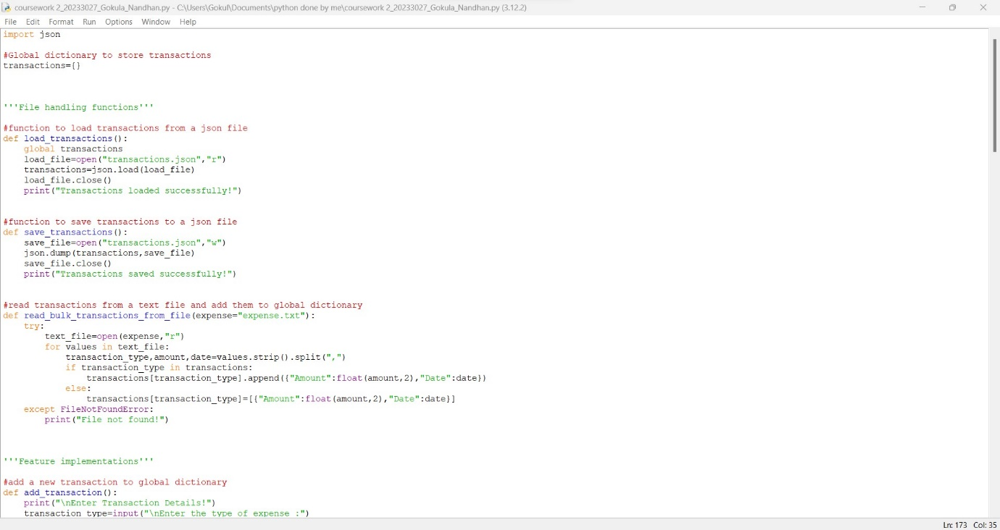 coursework 2_20233027_Gokula_Nandhan.py - C:\Users\Gokul\Documents\python done by me\coursework 2_20233027_Gokula_Nandhan.py (3.12.2)
File Edit Format Run Options Window Help
import json
#Global dictionary to store transactions
transactions={}
'''File handling functions'''
#function to load transactions from a json file
def load_transactions():
    global transactions
    load_file=open("transactions.json","r")
    transactions=json.load(load_file)
    load_file.close()
    print("Transactions loaded successfully!")
#function to save transactions to a json file
def save_transactions():
    save_file=open("transactions.json","w")
    json.dump(transactions,save_file)
    save_file.close()
    print("Transactions saved successfully!")
#read transactions from a text file and add them to global dictionary
def read_bulk_transactions_from_file(expense="expense.txt"):
    try:
        text_file=open(expense,"r")
        for values in text_file:
            transaction_type,amount,date=values.strip().split(",")
            if transaction_type in transactions:
                transactions[transaction_type].append({"Amount":float(amount,2),"Date":date})
            else:
                transactions[transaction_type]=[{"Amount":float(amount,2),"Date":date}]
    except FileNotFoundError:
        print("File not found!")
'''Feature implementations'''
#add a new transaction to global dictionary
def add_transaction():
    print("\nEnter Transaction Details!")
    transaction_type=input("\nEnter the type of expense :")
Ln: 173 Col: 35